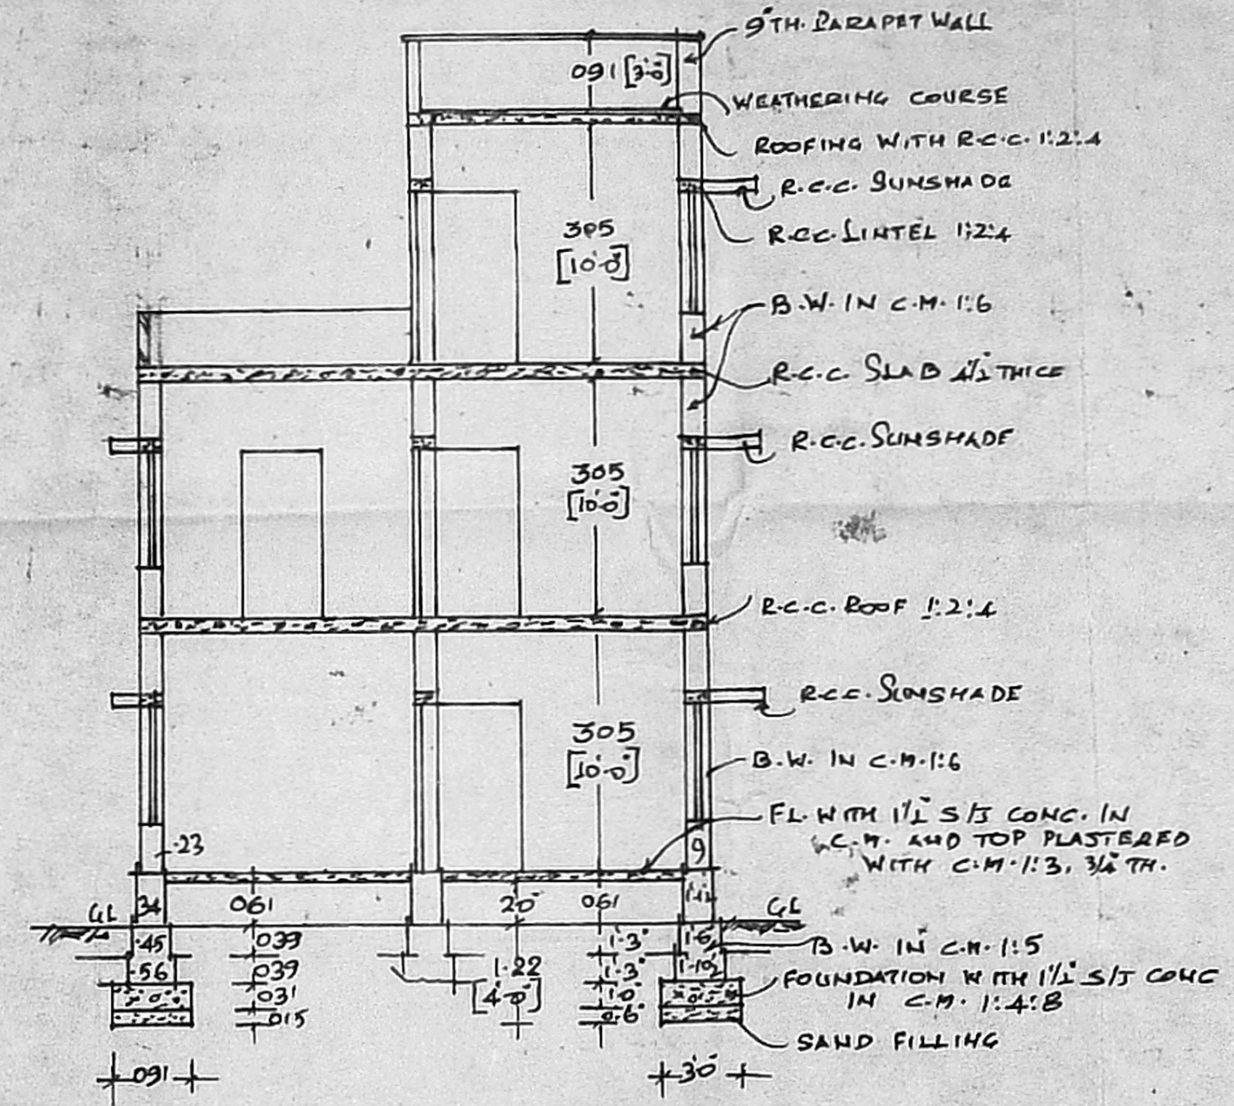 9" TH. PARAPET WALL
091 [3'-0"]
WEATHERING COURSE
ROOFING WITH R.C.C. 1:2:4
R.C.C. SUNSHADE
R.C.C. LINTEL 1:2:4
305
[10'-0"]
B.W. IN C.M. 1:6
R.C.C. SLAB 4½" THICK
R.C.C. SUNSHADE
305
[10'-0"]
R.C.C. ROOF 1:2:4
R.C.C. SUNSHADE
305
[10'-0"]
B.W. IN C.M. 1:6
FL. WITH 1½" S/J CONC. IN
C.M. AND TOP PLASTERED
WITH C.M. 1:3, ¾" TH.
.23
9"
GL
34
061
2'0"
061
GL
.45
039
1'-3"
1'-6"
B.W. IN C.M. 1:5
.56
039
1.22
1'-3"
1'-10½"
FOUNDATION WITH 1½" S/J CONC
031
[4'-0"]
1'-0"
IN C.M. 1:4:8
015
0'-6"
SAND FILLING
091
3'0"